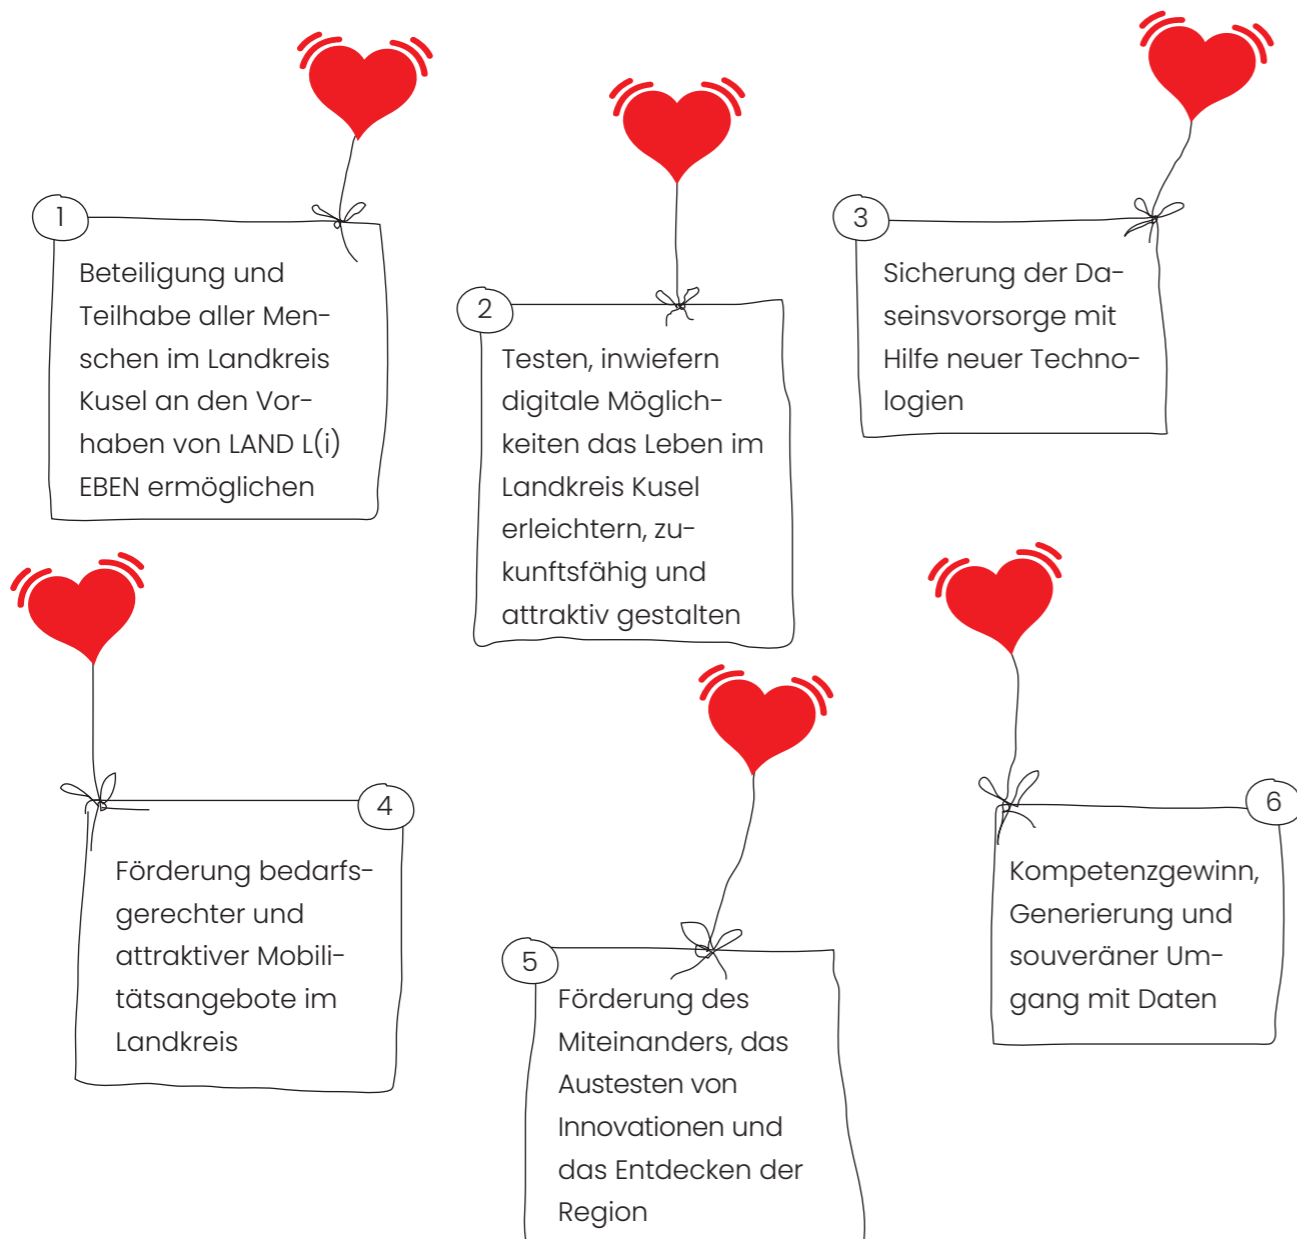 1
Beteiligung und
Teilhabe aller Men-
schen im Landkreis
Kusel an den Vor-
haben von LAND L(i)
EBEN ermöglichen
2
Testen, inwiefern
digitale Möglich-
keiten das Leben im
Landkreis Kusel
erleichtern, zu-
kunftsfähig und
attraktiv gestalten
3
Sicherung der Da-
seinsvorsorge mit
Hilfe neuer Techno-
logien
4
Förderung bedarfs-
gerechter und
attraktiver Mobili-
tätsangebote im
Landkreis
5
Förderung des
Miteinanders, das
Austesten von
Innovationen und
das Entdecken der
Region
6
Kompetenzgewinn,
Generierung und
souveräner Um-
gang mit Daten